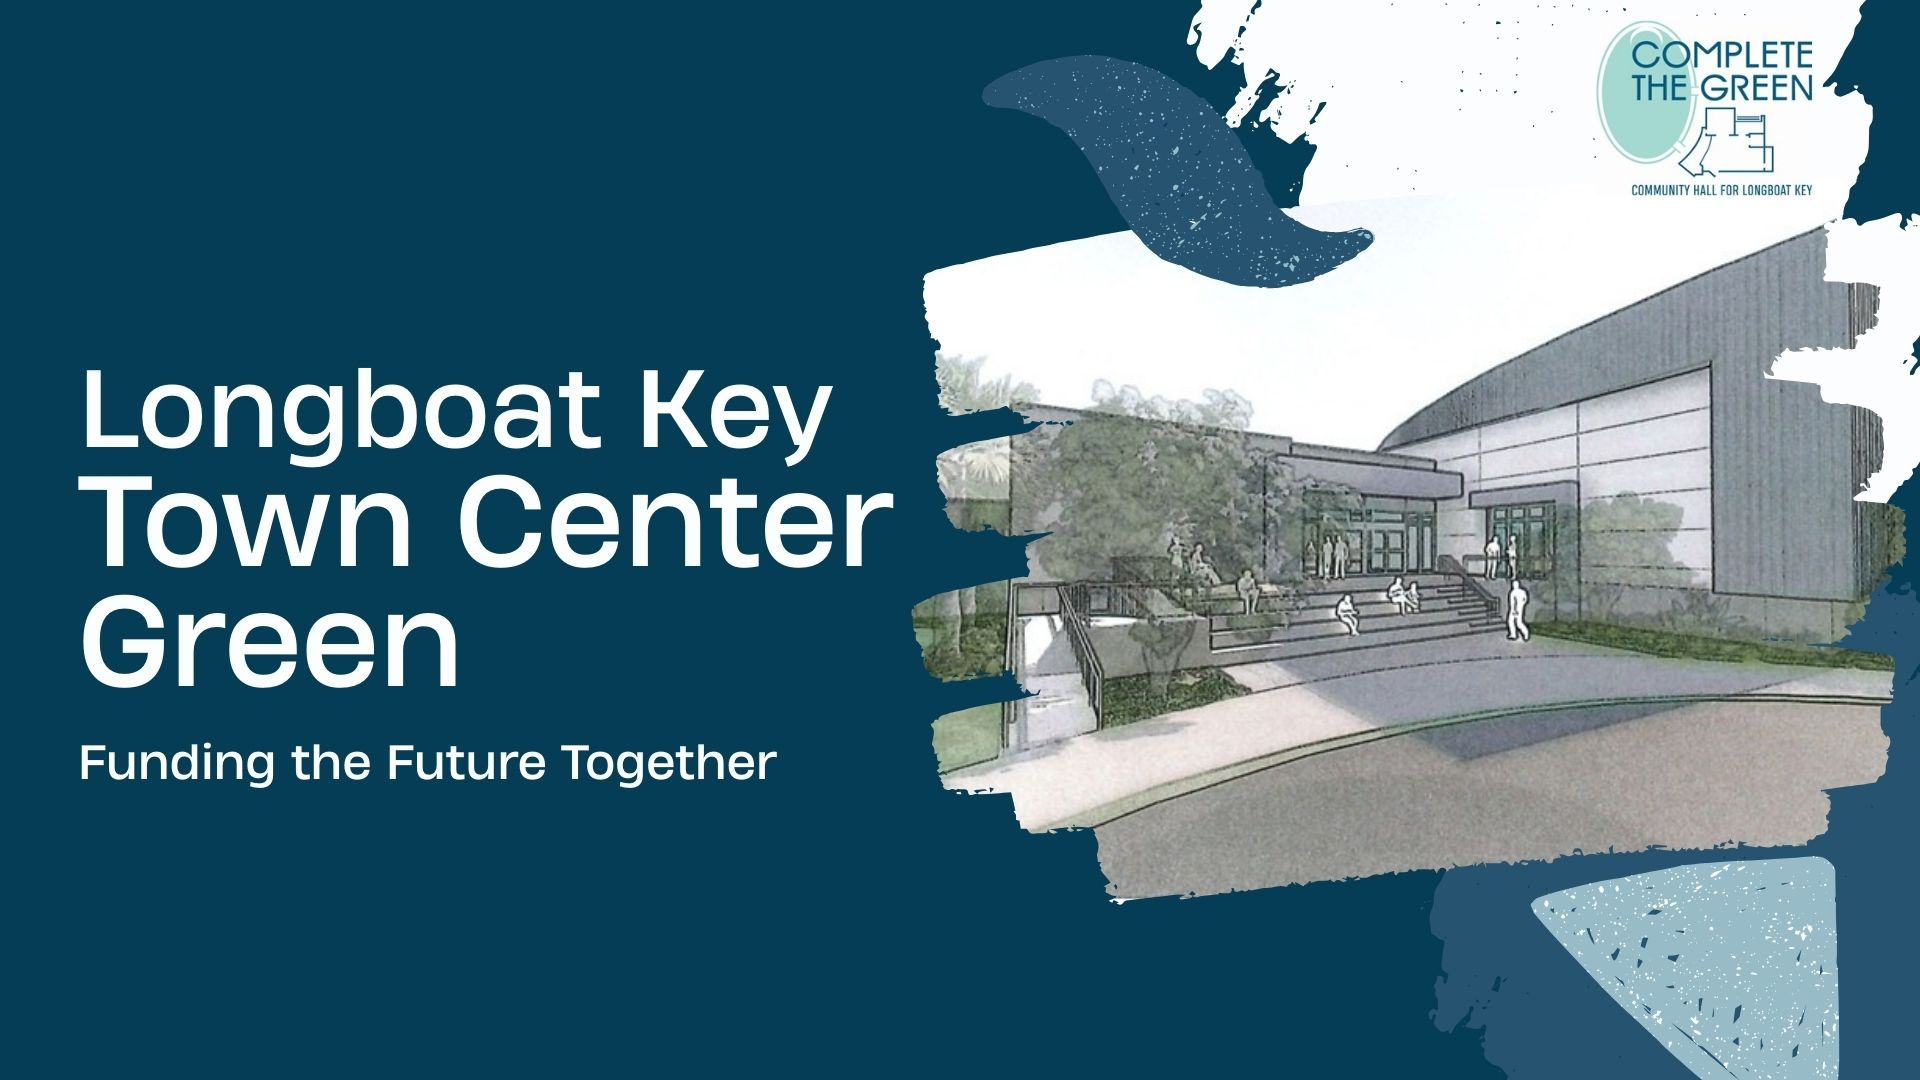 COMPLETE
THE GREEN
COMMUNITY HALL FOR LONGBOAT KEY
Longboat Key
Town Center
Green
Funding the Future Together